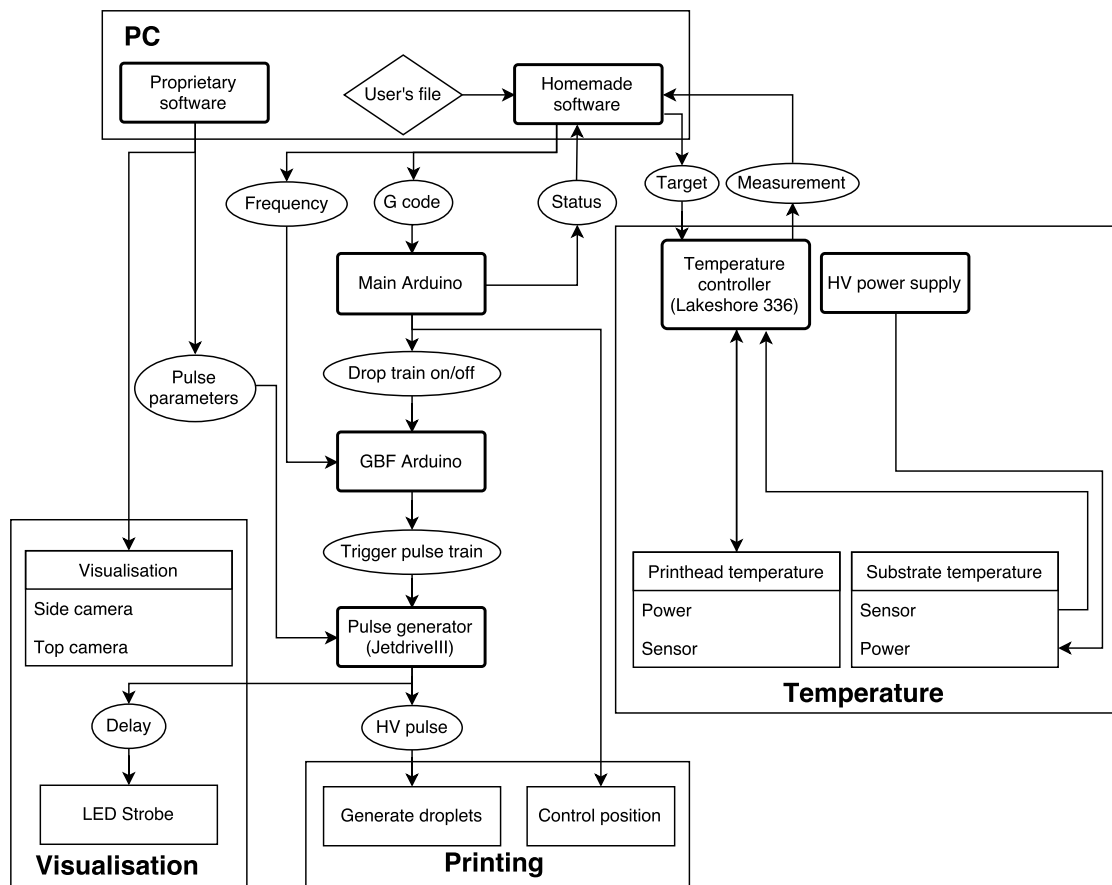 PC
Proprietary
software
User's file
Homemade
software
Frequency
G code
Status
Target
Measurement
Main Arduino
Temperature
controller
(Lakeshore 336)
HV power supply
Pulse
parameters
Drop train on/off
GBF Arduino
Trigger pulse train
Visualisation
Side camera
Top camera
Pulse generator
(JetdriveIII)
Printhead temperature
Power
Sensor
Substrate temperature
Sensor
Power
Temperature
Delay
HV pulse
LED Strobe
Generate droplets
Control position
Visualisation
Printing